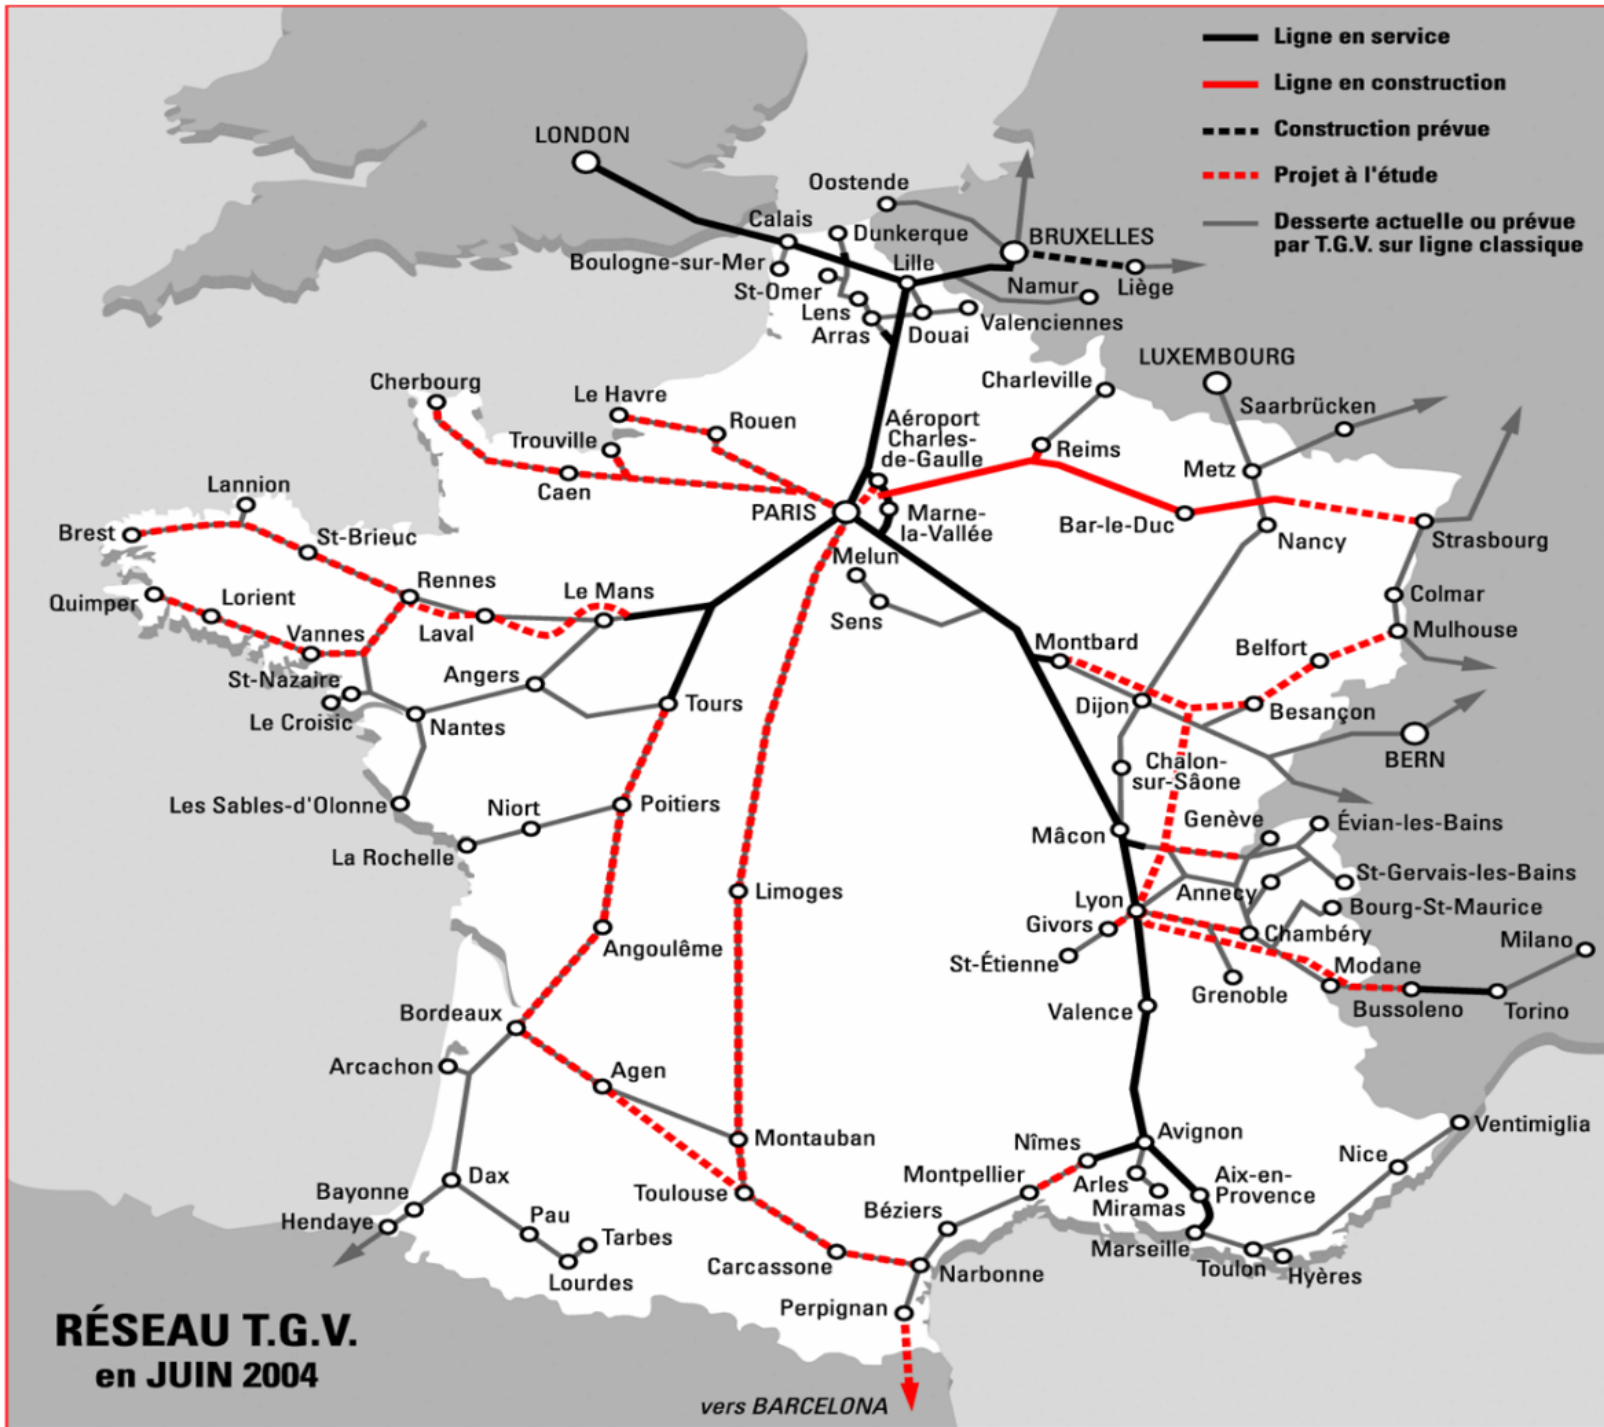 Ligne en service
Ligne en construction
Construction prévue
Projet à l'étude
Desserte actuelle ou prévue
par T.G.V. sur ligne classique
LONDON
Oostende
Calais
Dunkerque
BRUXELLES
Boulogne-sur-Mer
Lille
St-Omer
Namur
Liège
Lens
Valenciennes
Arras
Douai
LUXEMBOURG
Cherbourg
Le Havre
Charleville
Saarbrücken
Rouen
Aéroport
Charles-
de-Gaulle
Trouville
Reims
Metz
Caen
Lannion
PARIS
Marne-
la-Vallée
Bar-le-Duc
Brest
St-Brieuc
Nancy
Strasbourg
Melun
Rennes
Le Mans
Colmar
Quimper
Lorient
Sens
Vannes
Laval
Montbard
Belfort
Mulhouse
St-Nazaire
Angers
Le Croisic
Tours
Dijon
Besançon
Nantes
BERN
Chalon-
sur-Sâone
Les Sables-d'Olonne
Niort
Poitiers
Genève
Évian-les-Bains
Mâcon
La Rochelle
St-Gervais-les-Bains
Limoges
Annecy
Lyon
Bourg-St-Maurice
Givors
Chambéry
Milano
Angoulême
St-Étienne
Modane
Grenoble
Bordeaux
Valence
Bussoleno
Torino
Arcachon
Agen
Ventimiglia
Montauban
Nîmes
Avignon
Nice
Dax
Montpellier
Aix-en-
Provence
Bayonne
Toulouse
Arles
Hendaye
Pau
Béziers
Miramas
Tarbes
Marseille
Carcassone
Narbonne
Toulon
Hyères
Lourdes
Perpignan
RÉSEAU T.G.V.
en JUIN 2004
vers BARCELONA